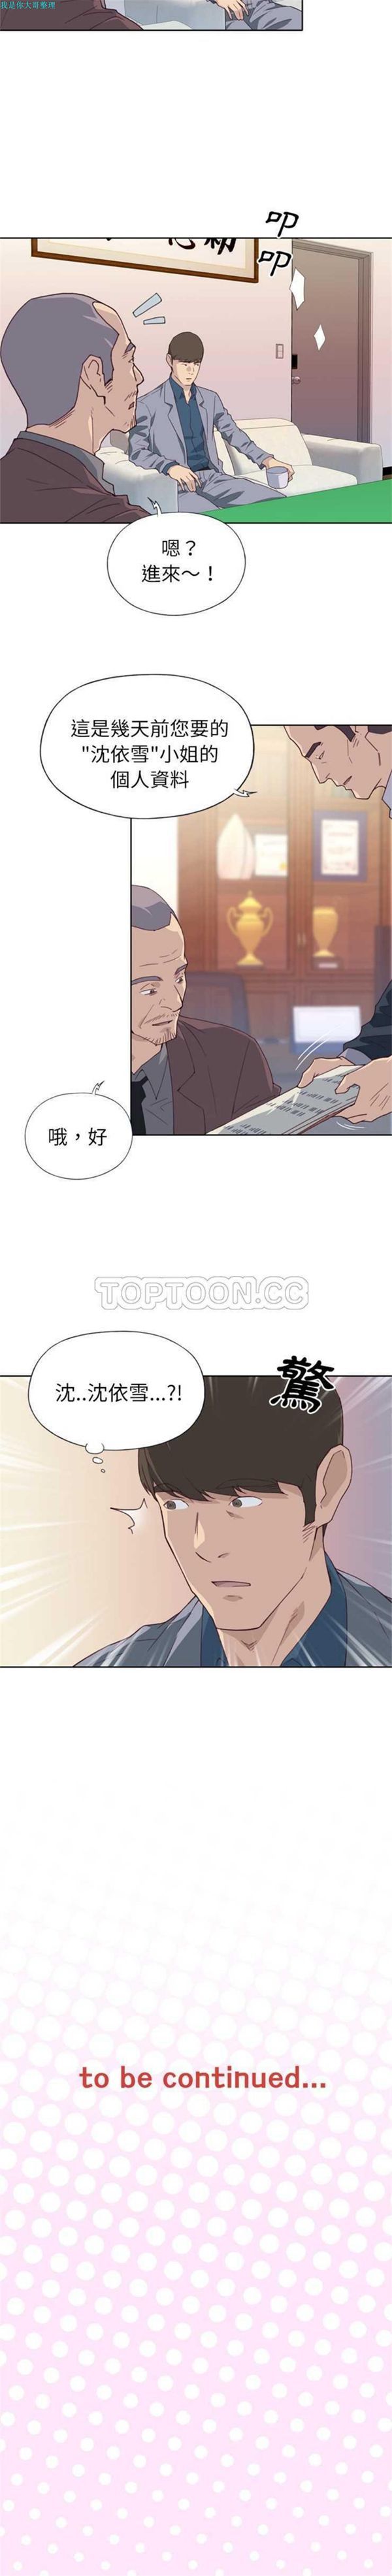 我是你大哥整理
叩
叩
嗯？
進來～！
這是幾天前您要的
"沈依雪"小姐的
個人資料
哦，好
TOPTOON.CC
沈..沈依雪...?!
驚
to be continued...